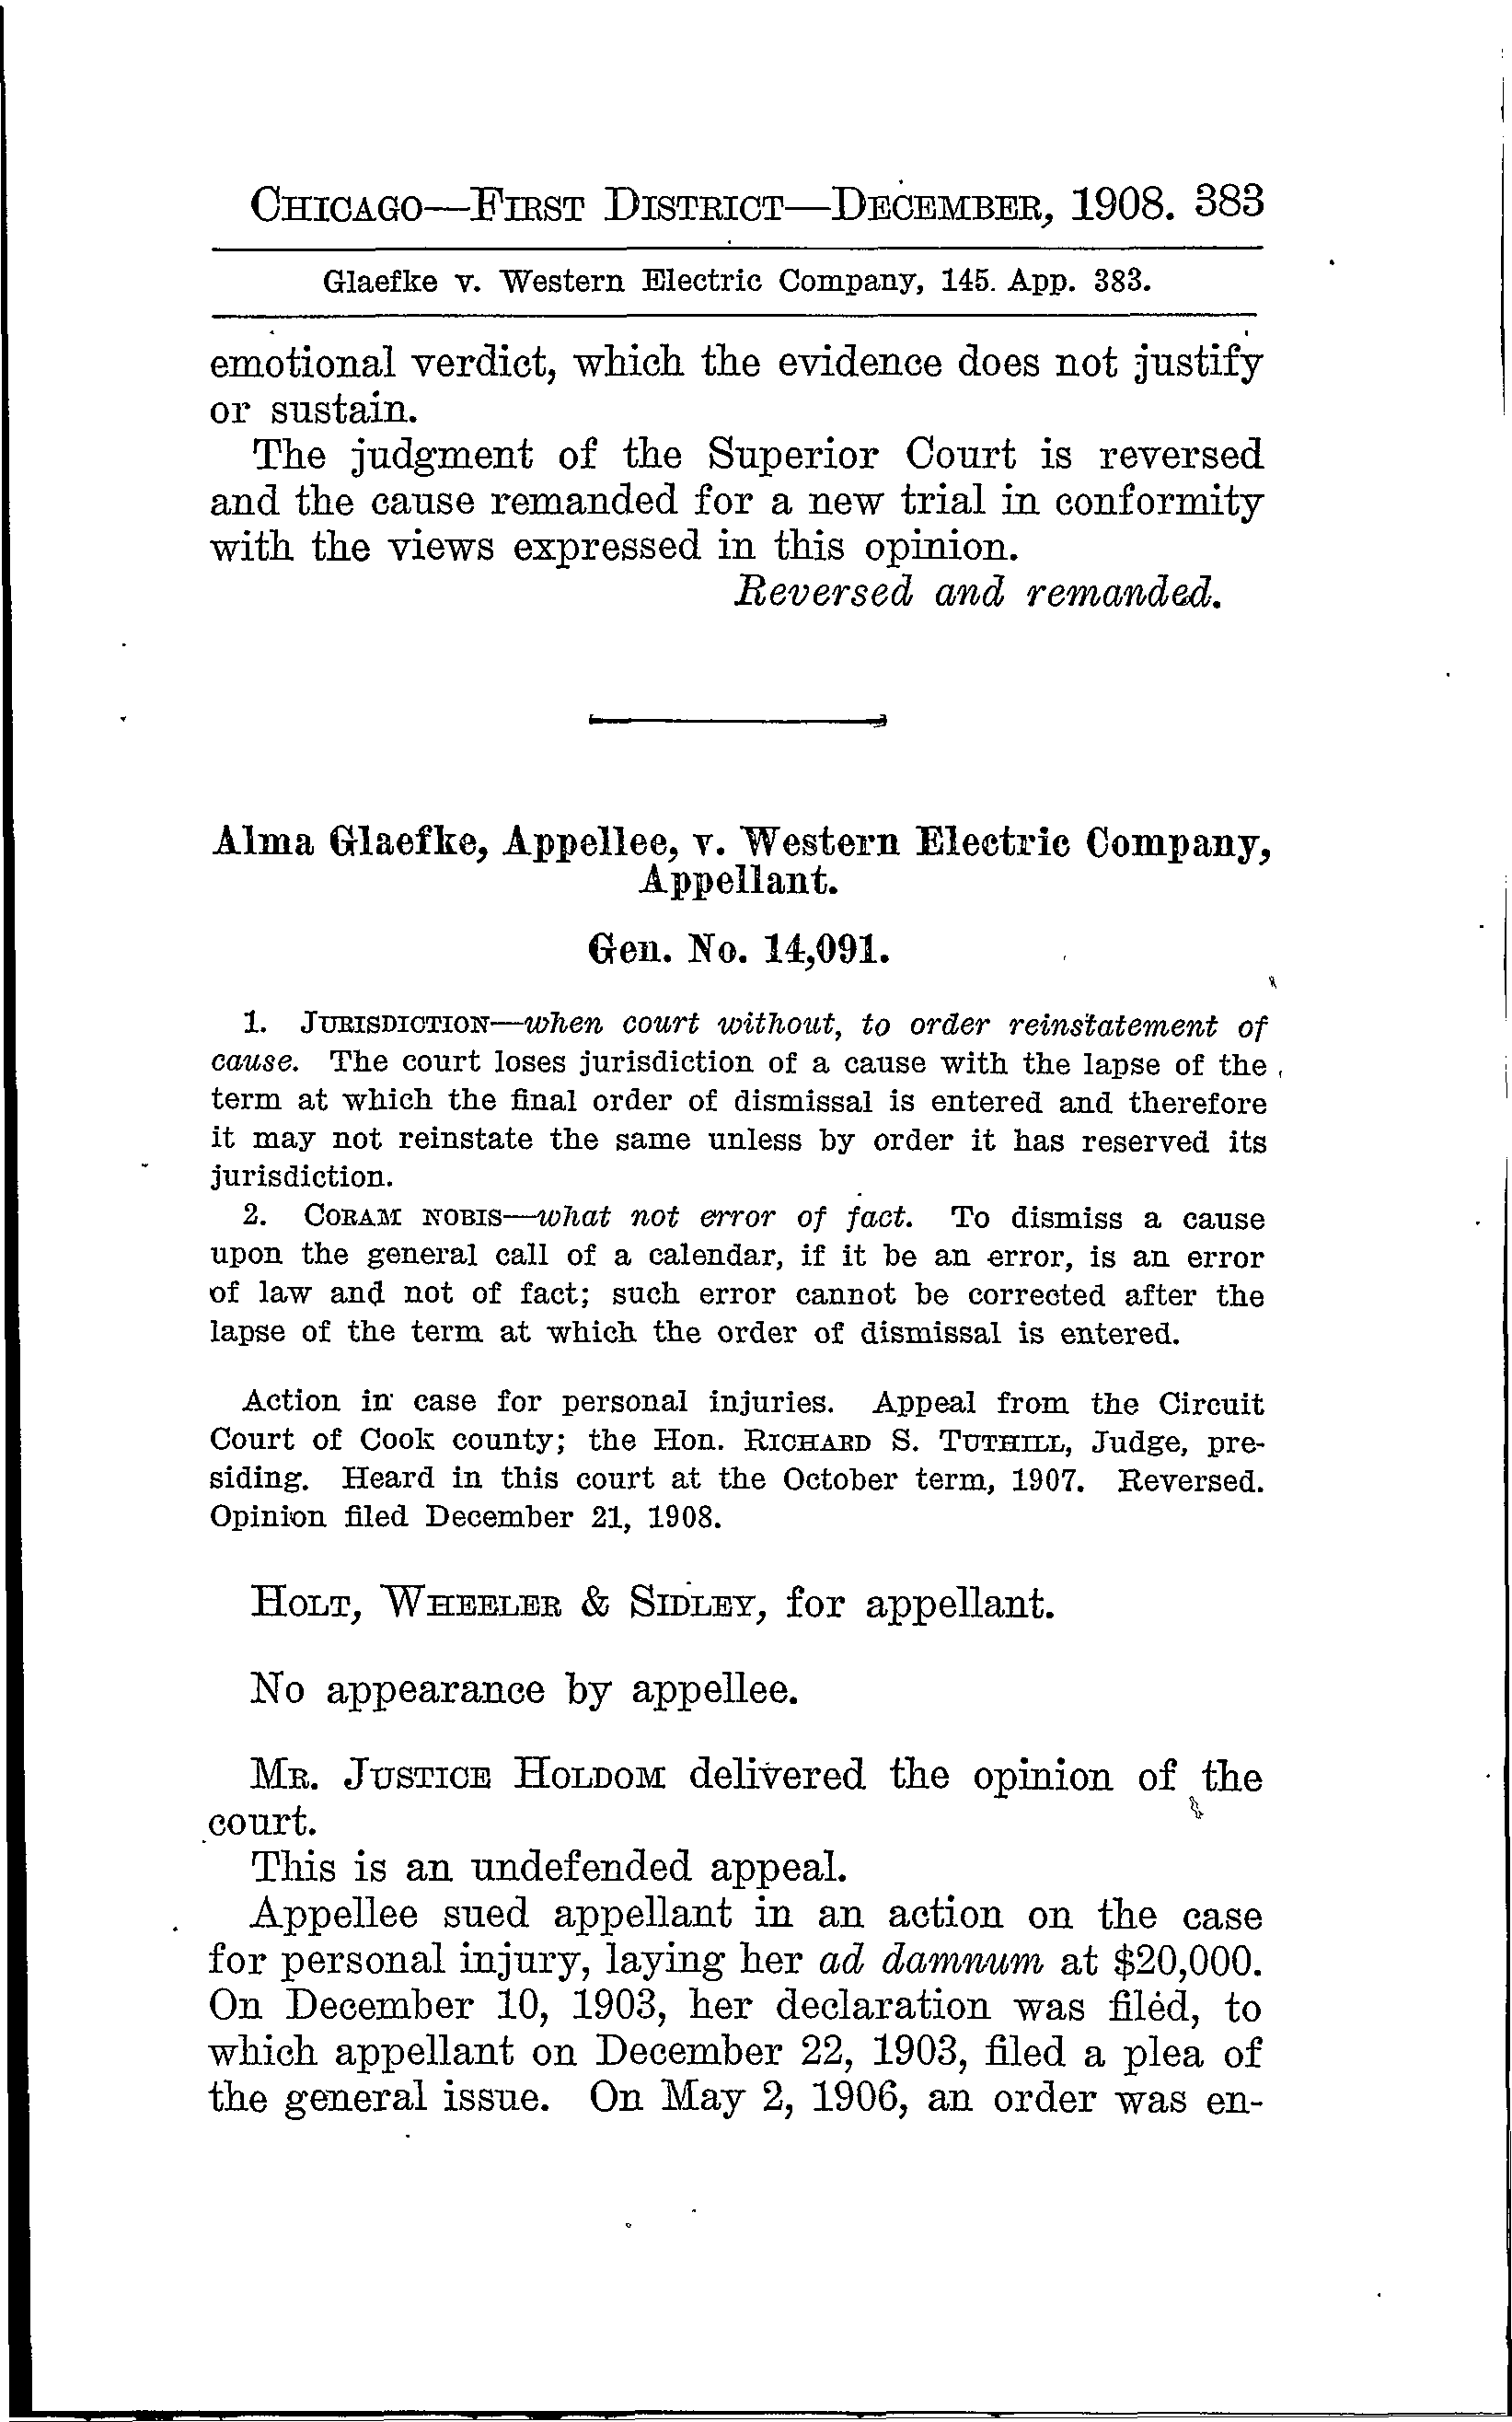 CHICAGO—FIRST DISTRICT—DECEMBER, 1908. 383
Glaefke v. Western Electric Company, 145. App. 383.
emotional verdict, which the evidence does not justify
or sustain.
The judgment of the Superior Court is reversed
and the cause remanded for a new trial in conformity
with the views expressed in this opinion.
Reversed and remanded.
Alma Glaefke, Appellee, v. Western Electric Company,
Appellant.
Gen. No. 14,091.
1. JURISDICTION—when court without, to order reinstatement of
cause. The court loses jurisdiction of a cause with the lapse of the
term at which the final order of dismissal is entered and therefore
it may not reinstate the same unless by order it has reserved its
jurisdiction.
2. CORAM NOBIS—what not error of fact. To dismiss a cause
upon the general call of a calendar, if it be an error, is an error
of law and not of fact; such error cannot be corrected after the
lapse of the term at which the order of dismissal is entered.
Action in case for personal injuries. Appeal from the Circuit
Court of Cook county; the Hon. RICHARD S. TUTHILL, Judge, pre-
siding. Heard in this court at the October term, 1907. Reversed.
Opinion filed December 21, 1908.
HOLT, WHEELER & SIDLEY, for appellant.
No appearance by appellee.
MR. JUSTICE HOLDOM delivered the opinion of the
court.
This is an undefended appeal.
Appellee sued appellant in an action on the case
for personal injury, laying her ad damnum at $20,000.
On December 10, 1903, her declaration was filed, to
which appellant on December 22, 1903, filed a plea of
the general issue. On May 2, 1906, an order was en-